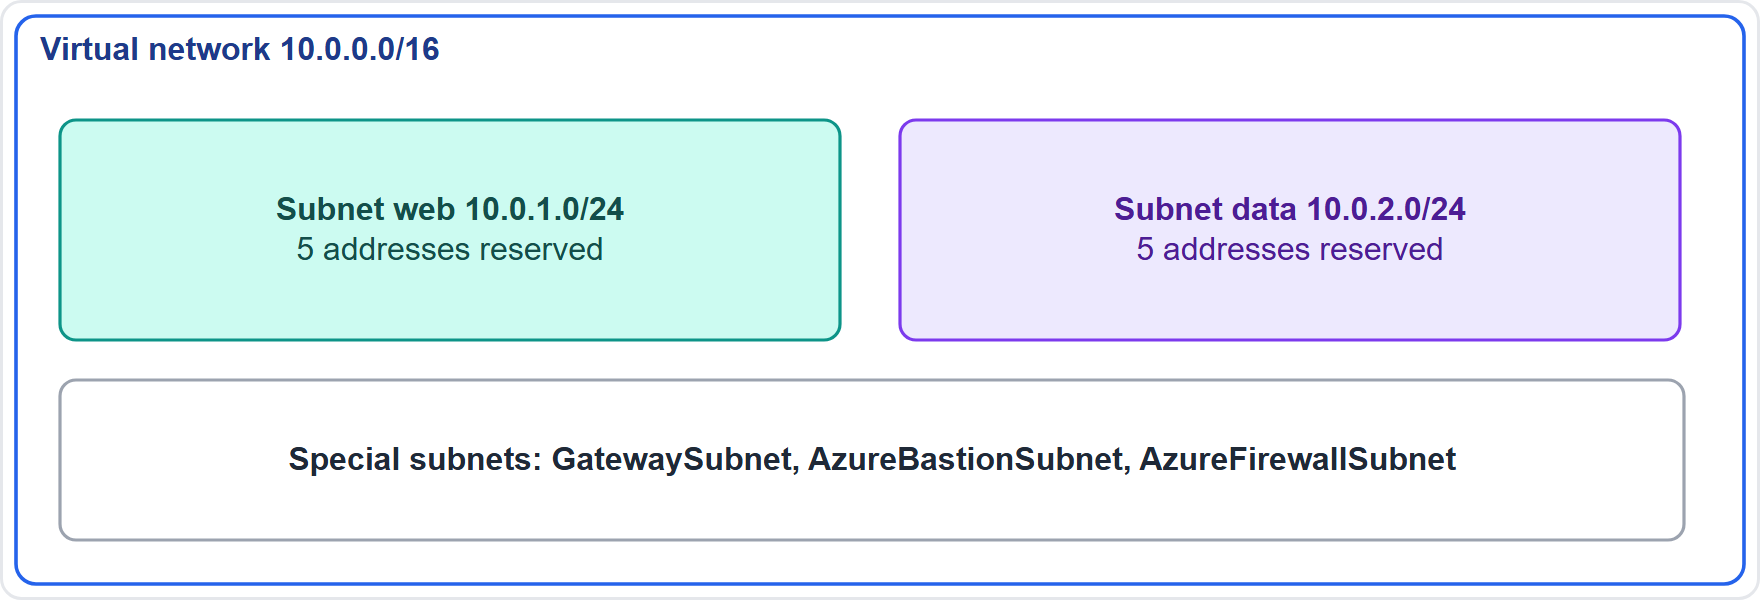 Virtual network 10.0.0.0/16
Subnet web 10.0.1.0/24
5 addresses reserved
Subnet data 10.0.2.0/24
5 addresses reserved
Special subnets: GatewaySubnet, AzureBastionSubnet, AzureFirewallSubnet